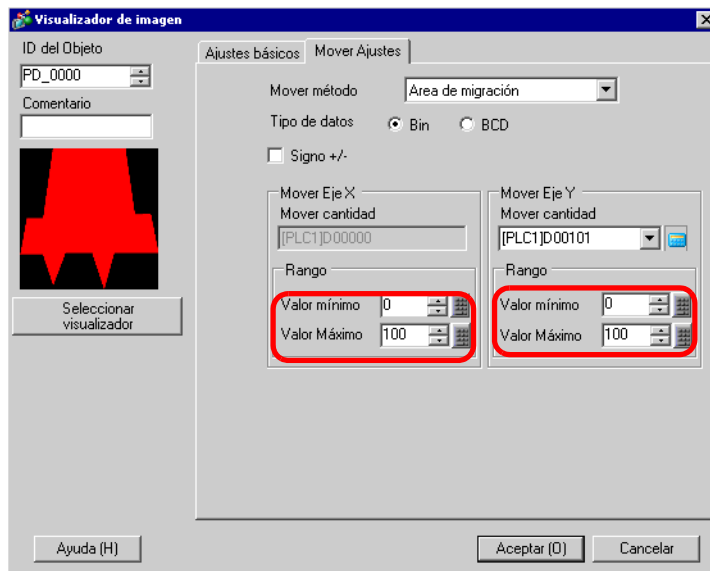 Visualizador de imagen
ID del Objeto
PD_0000
Comentario
Seleccionar
visualizador
Ajustes básicos
Mover Ajustes
Mover método
Area de migración
Tipo de datos
Bin
BCD
Signo +/-
Mover Eje X
Mover cantidad
[PLC1]D00000
Rango
Valor mínimo
0
Valor Máximo
100
Mover Eje Y
Mover cantidad
[PLC1]D00101
Rango
Valor mínimo
0
Valor Máximo
100
Ayuda (H)
Aceptar (O)
Cancelar